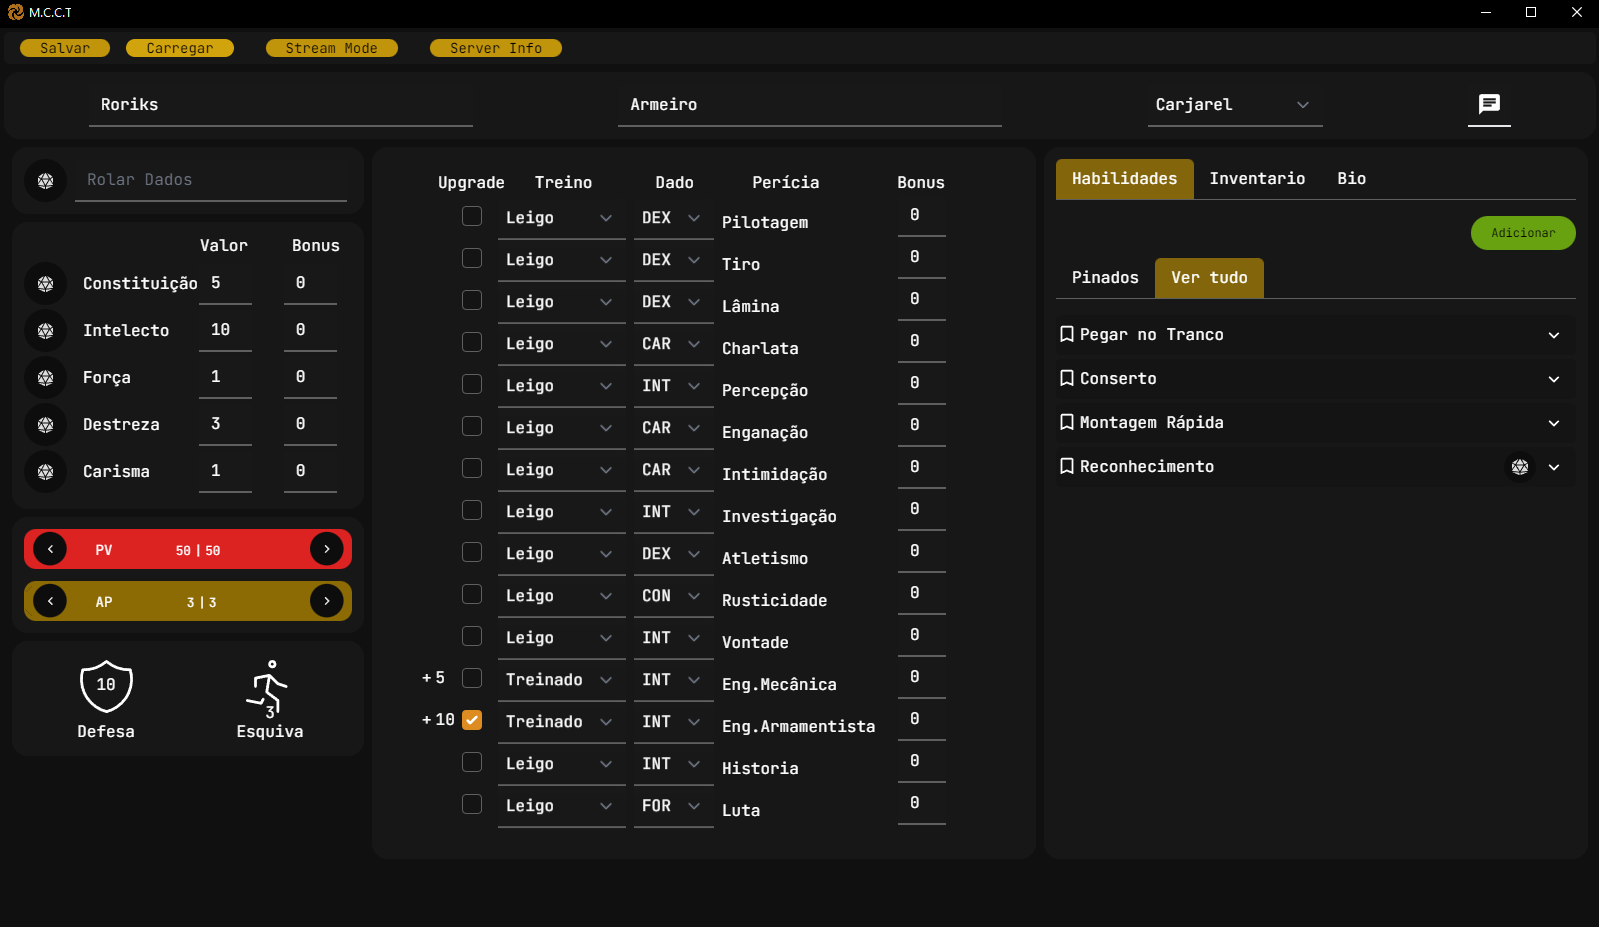 M.C.C.T
Salvar Carregar Stream Mode Server Info
Roriks Armeiro Carjarel
Rolar Dados
Valor Bonus
Constituição 5 0
Intelecto 10 0
Força 1 0
Destreza 3 0
Carisma 1 0
PV 50 | 50
AP 3 | 3
10 3
Defesa Esquiva
Upgrade Treino Dado Perícia Bonus
Leigo DEX Pilotagem 0
Leigo DEX Tiro 0
Leigo DEX Lâmina 0
Leigo CAR Charlata 0
Leigo INT Percepção 0
Leigo CAR Enganação 0
Leigo CAR Intimidação 0
Leigo INT Investigação 0
Leigo DEX Atletismo 0
Leigo CON Rusticidade 0
Leigo INT Vontade 0
+5 Treinado INT Eng.Mecânica 0
+10 Treinado INT Eng.Armamentista 0
Leigo INT Historia 0
Leigo FOR Luta 0
Habilidades Inventario Bio
Adicionar
Pinados Ver tudo
Pegar no Tranco
Conserto
Montagem Rápida
Reconhecimento